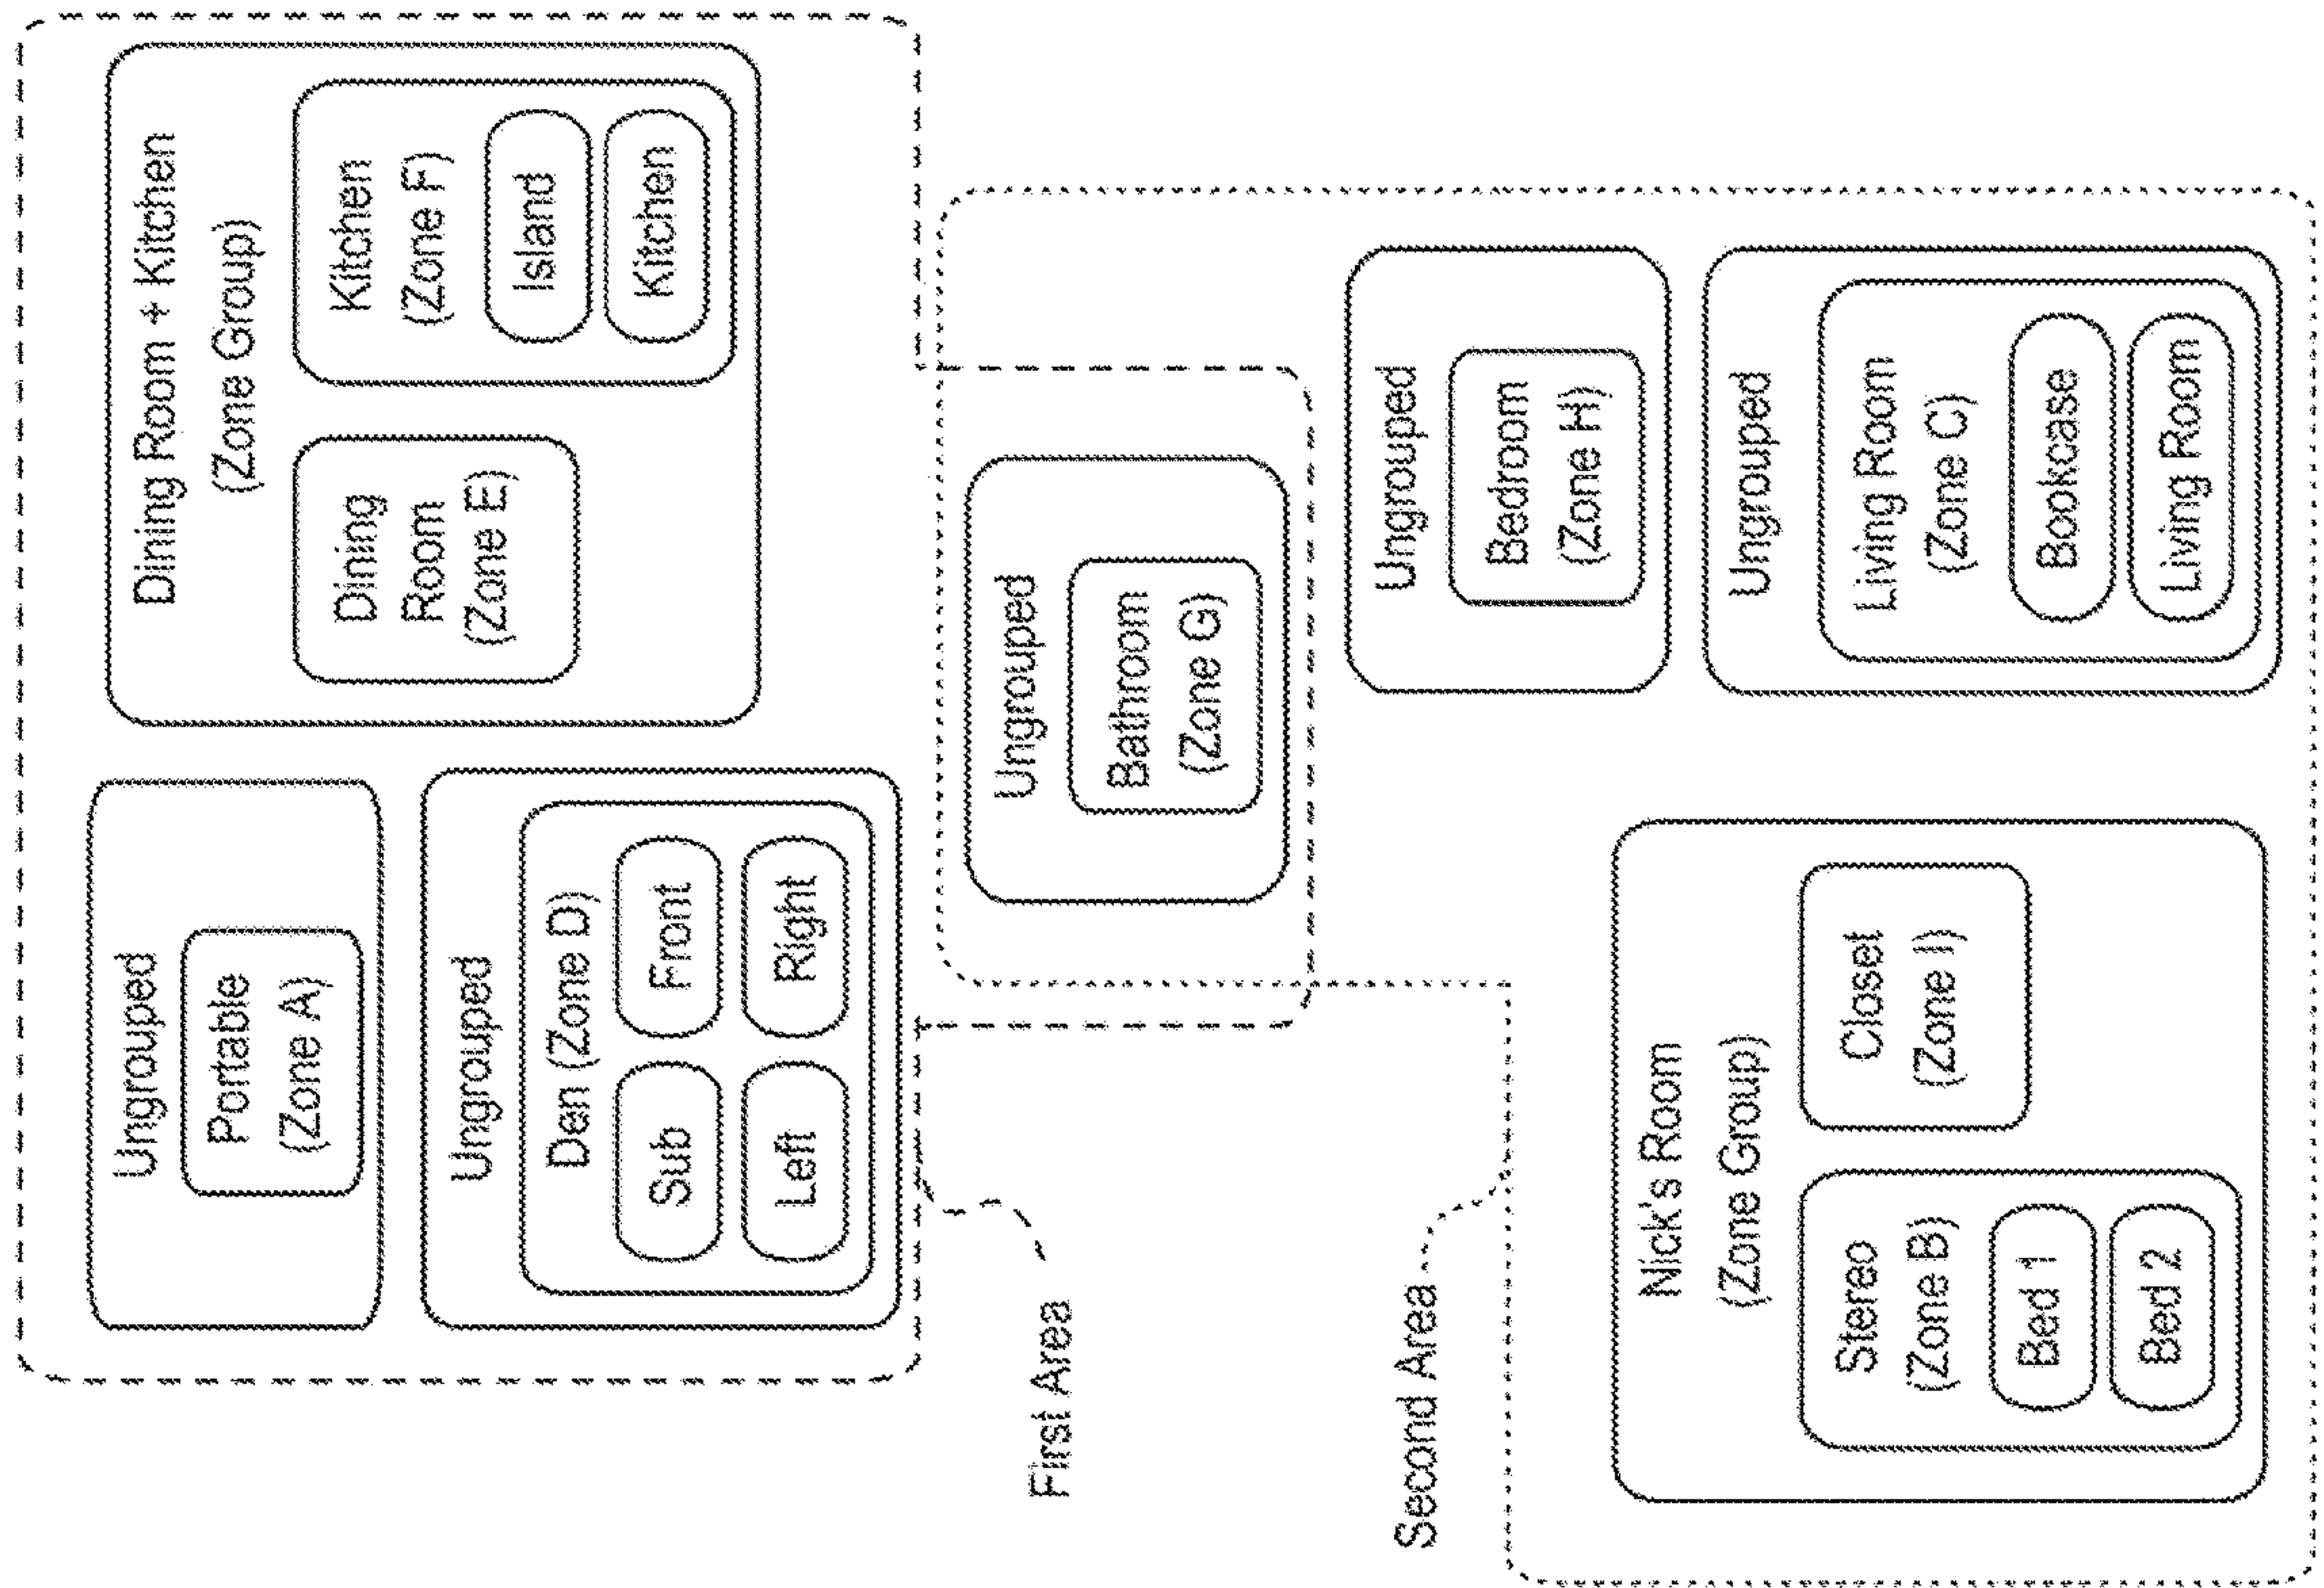 Ungrouped
Portable
(Zone A)
Ungrouped
Den (Zone D)
Sub
Front
Left
Right
Dining Room + Kitchen
(Zone Group)
Dining
Room
(Zone E)
Kitchen
(Zone F)
Island
Kitchen
First Area
Ungrouped
Bathroom
(Zone G)
Second Area
Ungrouped
Bedroom
(Zone H)
Nick's Room
(Zone Group)
Stereo
(Zone B)
Bed 1
Bed 2
Closet
(Zone I)
Ungrouped
Living Room
(Zone C)
Bookcase
Living Room